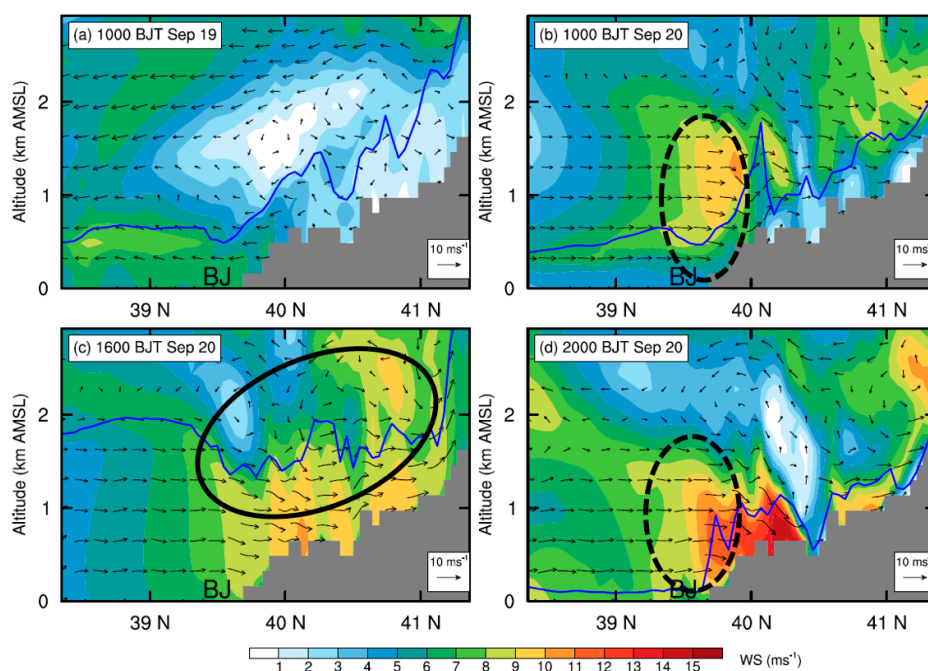 (a) 1000 BJT Sep 19
Altitude (km AMSL)
2
1
0
BJ
10 ms⁻¹
39 N
40 N
41 N
(b) 1000 BJT Sep 20
Altitude (km AMSL)
2
1
0
BJ
10 ms⁻¹
39 N
40 N
41 N
(c) 1600 BJT Sep 20
Altitude (km AMSL)
2
1
0
BJ
10 ms⁻¹
39 N
40 N
41 N
(d) 2000 BJT Sep 20
Altitude (km AMSL)
2
1
0
BJ
10 ms⁻¹
39 N
40 N
41 N
1 2 3 4 5 6 7 8 9 10 11 12 13 14 15 WS (ms⁻¹)